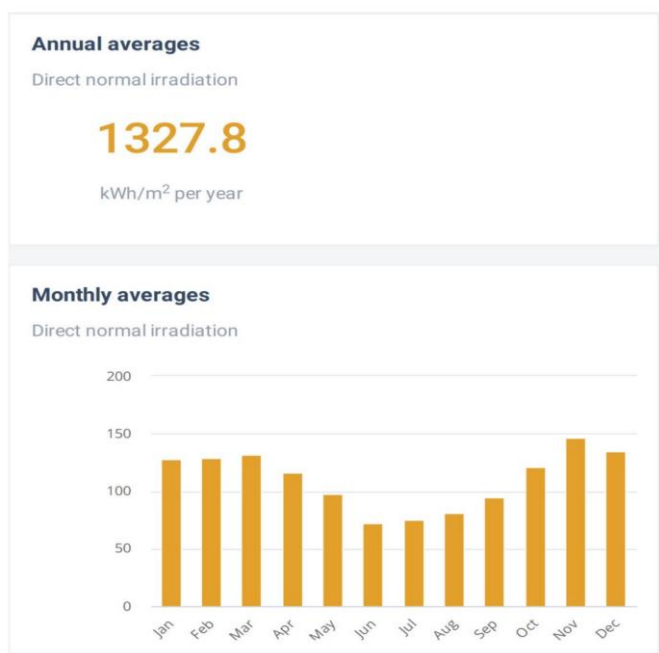 Annual averages
Direct normal irradiation
1327.8
kWh/m² per year
Monthly averages
Direct normal irradiation
200
150
100
50
0
Jan Feb Mar Apr May Jun Jul Aug Sep Oct Nov Dec